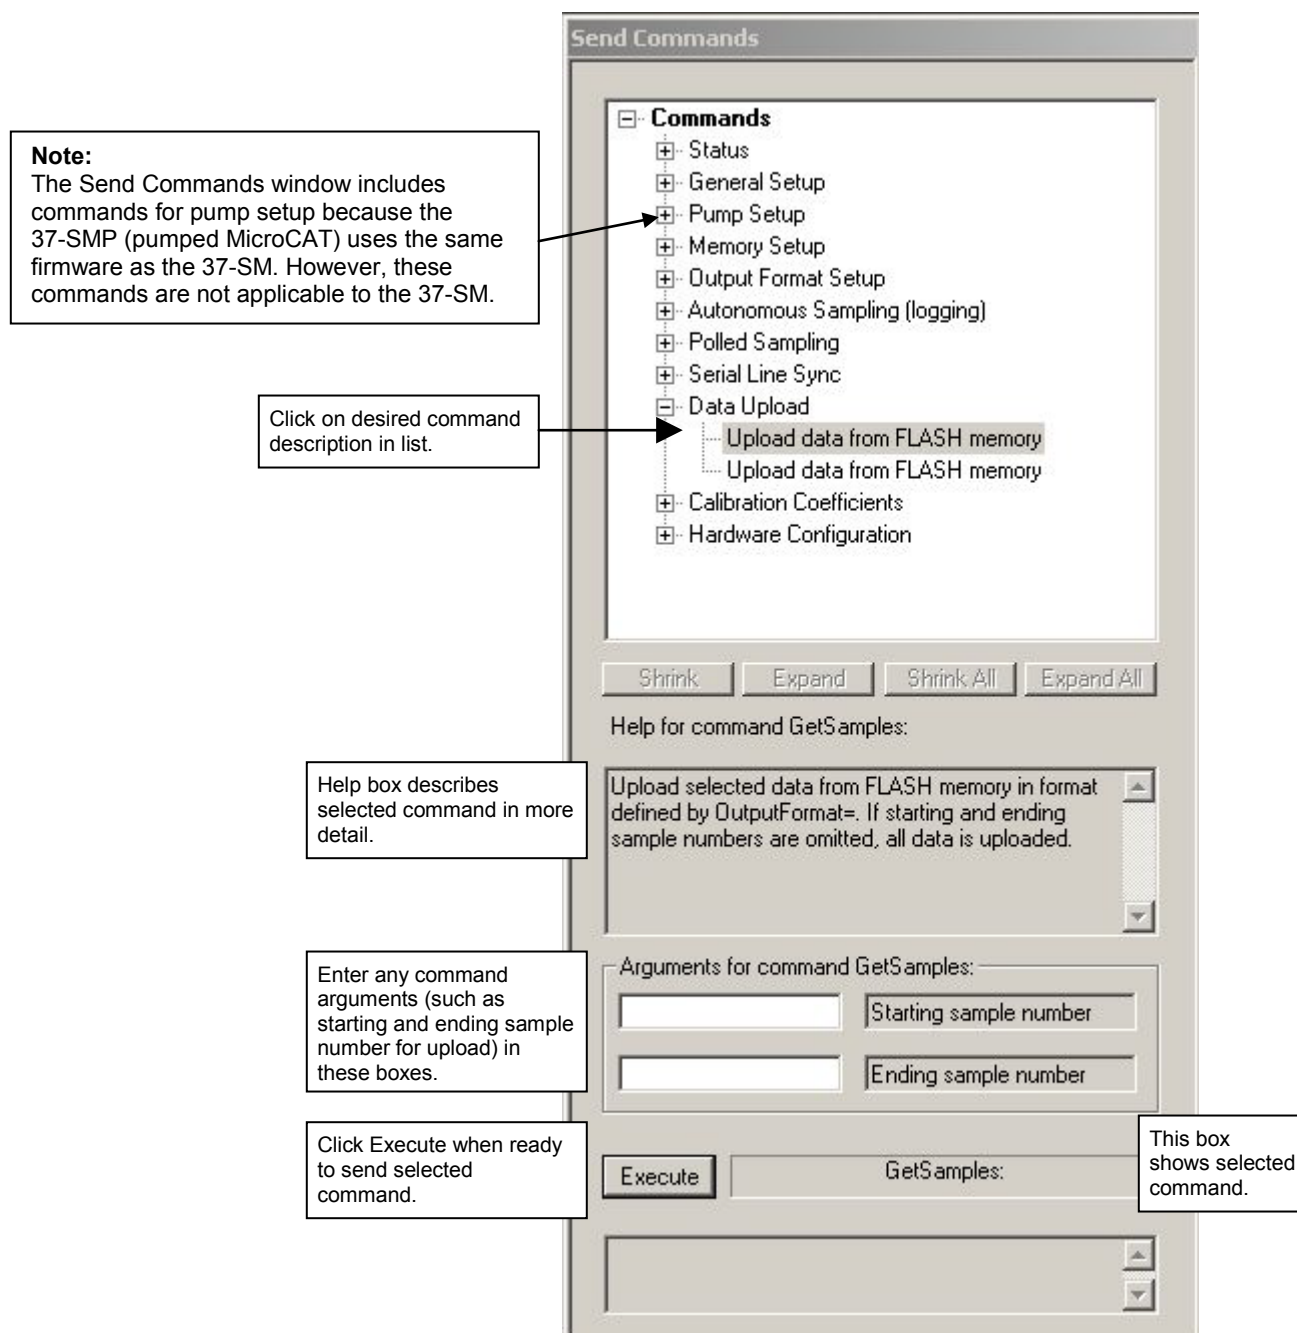 Send Commands
Commands
Status
General Setup
Pump Setup
Memory Setup
Output Format Setup
Autonomous Sampling (logging)
Polled Sampling
Serial Line Sync
Data Upload
Upload data from FLASH memory
Upload data from FLASH memory
Calibration Coefficients
Hardware Configuration
Note:
The Send Commands window includes
commands for pump setup because the
37-SMP (pumped MicroCAT) uses the same
firmware as the 37-SM. However, these
commands are not applicable to the 37-SM.
Click on desired command
description in list.
Shrink
Expand
Shrink All
Expand All
Help for command GetSamples:
Help box describes
selected command in more
detail.
Upload selected data from FLASH memory in format
defined by OutputFormat=. If starting and ending
sample numbers are omitted, all data is uploaded.
Enter any command
arguments (such as
starting and ending sample
number for upload) in
these boxes.
Arguments for command GetSamples:
Starting sample number
Ending sample number
Click Execute when ready
to send selected
command.
Execute
GetSamples:
This box
shows selected
command.